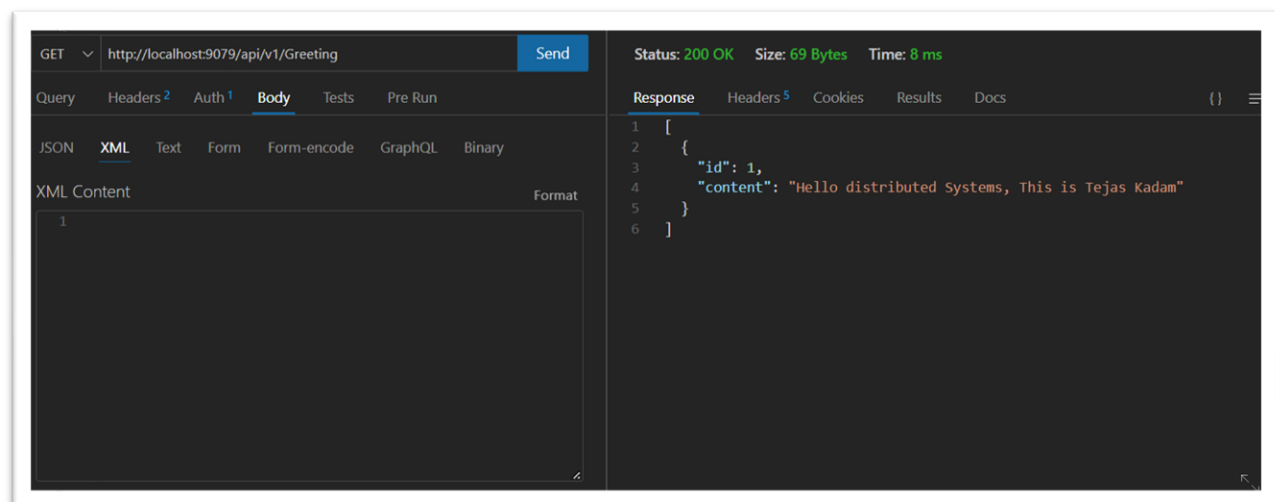 GET http://localhost:9079/api/v1/Greeting Send
Query Headers 2 Auth 1 Body Tests Pre Run
JSON XML Text Form Form-encode GraphQL Binary
XML Content Format
1
Status: 200 OK Size: 69 Bytes Time: 8 ms
Response Headers 5 Cookies Results Docs {}
1 [
2 {
3 "id": 1,
4 "content": "Hello distributed Systems, This is Tejas Kadam"
5 }
6 ]